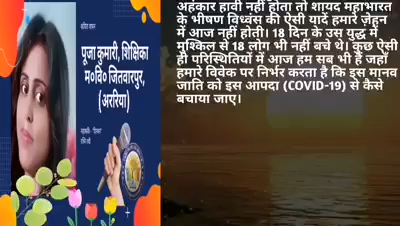 कविता वाचन
पूजा कुमारी, शिक्षिका
म०वि० जितवारपुर,
(अररिया)
अहंकार हावी नहीं होता तो शायद महाभारत
के भीषण विध्वंस की ऐसी यादें हमारे ज़ेहन
में आज नहीं होती। 18 दिन के उस युद्ध में
मुश्किल से 18 लोग भी नहीं बचे थे। कुछ ऐसी
ही परिस्थितियों में आज हम सब भी हैं जहाँ
हमारे विवेक पर निर्भर करता है कि इस मानव
जाति को इस आपदा (COVID-19) से कैसे
बचाया जाए।